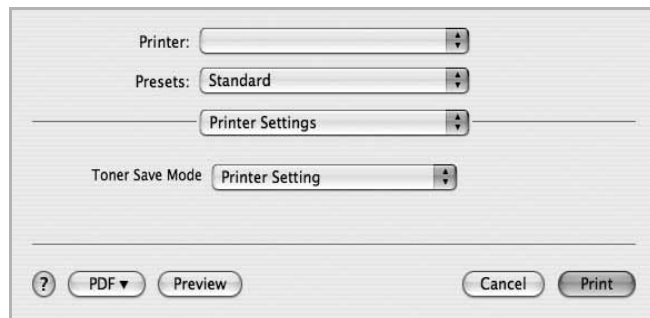 Printer:
Presets: Standard
Printer Settings
Toner Save Mode Printer Setting
? PDF▼ Preview Cancel Print